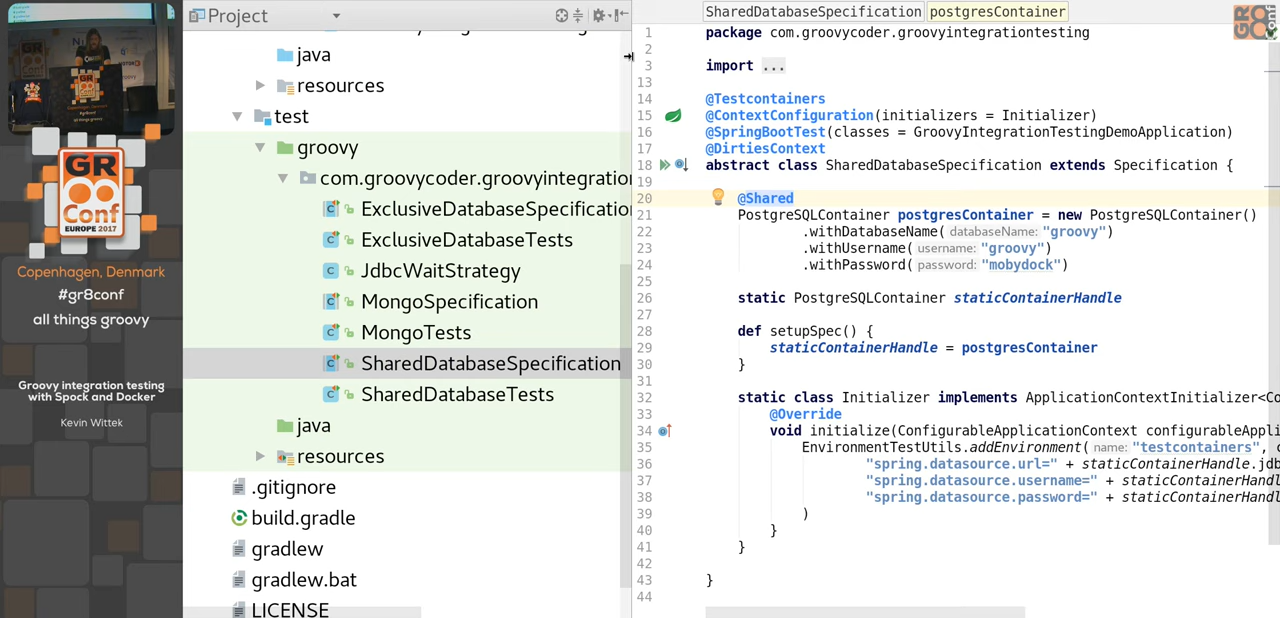 GR
Conf
EUROPE 2017
Copenhagen, Denmark
#gr8conf
all things groovy
Groovy integration testing
with Spock and Docker
Kevin Wittek
Project
java
resources
test
groovy
com.groovycoder.groovyintegration
ExclusiveDatabaseSpecification
ExclusiveDatabaseTests
JdbcWaitStrategy
MongoSpecification
MongoTests
SharedDatabaseSpecification
SharedDatabaseTests
java
resources
.gitignore
build.gradle
gradlew
gradlew.bat
LICENSE
SharedDatabaseSpecification postgresContainer
1 package com.groovycoder.groovyintegrationtesting
2
3 import ...
13
14 @Testcontainers
15 @ContextConfiguration(initializers = Initializer)
16 @SpringBootTest(classes = GroovyIntegrationTestingDemoApplication)
17 @DirtiesContext
18 abstract class SharedDatabaseSpecification extends Specification {
19
20 @Shared
21 PostgreSQLContainer postgresContainer = new PostgreSQLContainer()
22 .withDatabaseName( databaseName: "groovy")
23 .withUsername( username: "groovy")
24 .withPassword( password: "mobydock")
25
26 static PostgreSQLContainer staticContainerHandle
27
28 def setupSpec() {
29 staticContainerHandle = postgresContainer
30 }
31
32 static class Initializer implements ApplicationContextInitializer<Co
33 @Override
34 void initialize(ConfigurableApplicationContext configurableAppli
35 EnvironmentTestUtils.addEnvironment( name: "testcontainers", c
36 "spring.datasource.url=" + staticContainerHandle.jdb
37 "spring.datasource.username=" + staticContainerHandl
38 "spring.datasource.password=" + staticContainerHandl
39 )
40 }
41 }
42
43 }
44